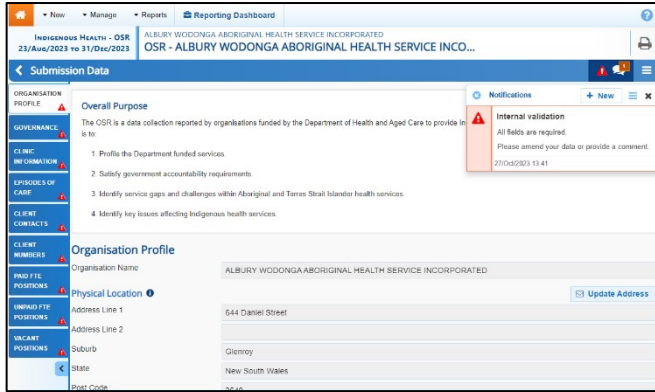 New
Manage
Reports
Reporting Dashboard
INDIGENOUS HEALTH - OSR
23/AUG/2023 TO 31/DEC/2023
ALBURY WODONGA ABORIGINAL HEALTH SERVICE INCORPORATED
OSR - ALBURY WODONGA ABORIGINAL HEALTH SERVICE INCO...
Submission Data
ORGANISATION
PROFILE
GOVERNANCE
CLINIC
INFORMATION
EPISODES OF
CARE
CLIENT
CONTACTS
CLIENT
NUMBERS
PAID FTE
POSITIONS
UNPAID FTE
POSITIONS
VACANT
POSITIONS
Overall Purpose
The OSR is a data collection reported by organisations funded by the Department of Health and Aged Care to provide
is to:
1. Profile the Department funded services.
2. Satisfy government accountability requirements.
3. Identify service gaps and challenges within Aboriginal and Torres Strait Islander health services.
4. Identify key issues affecting Indigenous health services.
Notifications
+ New
Internal validation
All fields are required.
Please amend your data or provide a comment.
27/Oct/2023 13:41
Organisation Profile
Organisation Name
ALBURY WODONGA ABORIGINAL HEALTH SERVICE INCORPORATED
Physical Location
Update Address
Address Line 1
644 Daniel Street
Address Line 2
Suburb
Glenroy
State
New South Wales
Post Code
2640